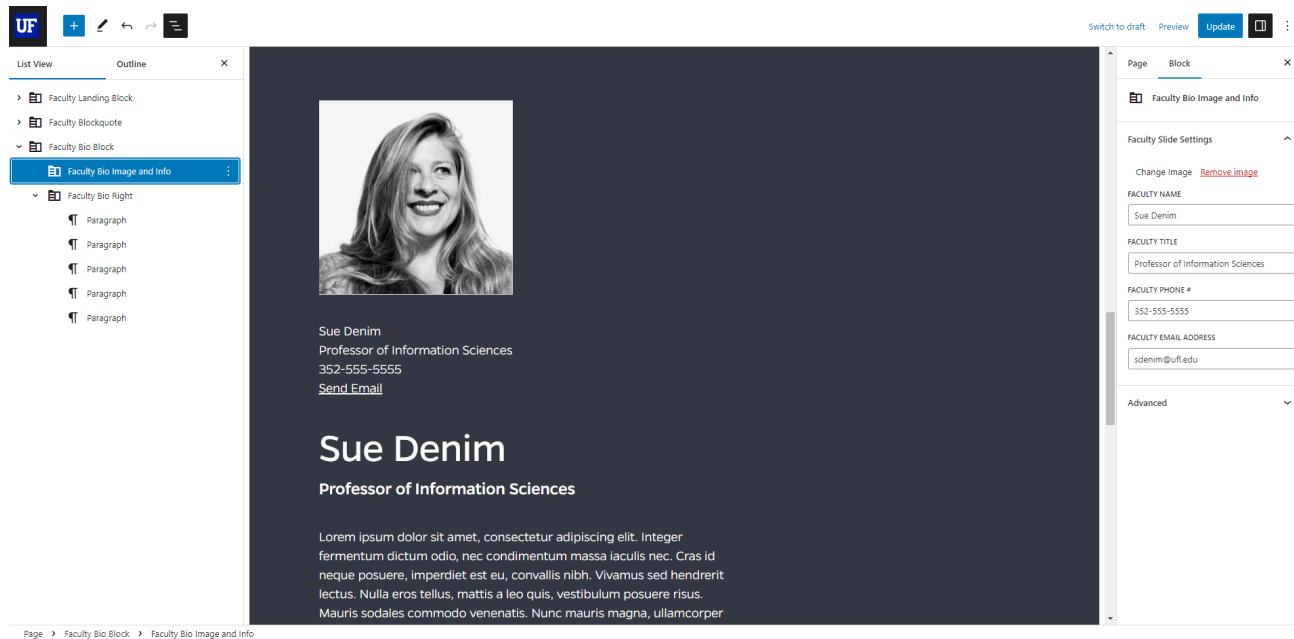 UF
Switch to draft Preview Update
List View Outline
Faculty Landing Block
Faculty Blockquote
Faculty Bio Block
Faculty Bio Image and Info
Faculty Bio Right
Paragraph
Paragraph
Paragraph
Paragraph
Paragraph
Sue Denim
Professor of Information Sciences
352-555-5555
Send Email
Sue Denim
Professor of Information Sciences
Lorem ipsum dolor sit amet, consectetur adipiscing elit. Integer
fermentum dictum odio, nec condimentum massa iaculis nec. Cras id
neque posuere, imperdiet est eu, convallis nibh. Vivamus sed hendrerit
lectus. Nulla eros tellus, mattis a leo quis, vestibulum posuere risus.
Mauris sodales commodo venenatis. Nunc mauris magna, ullamcorper
Page Block
Faculty Bio Image and Info
Faculty Slide Settings
Change Image Remove image
FACULTY NAME
Sue Denim
FACULTY TITLE
Professor of Information Sciences
FACULTY PHONE #
352-555-5555
FACULTY EMAIL ADDRESS
sdenim@ufl.edu
Advanced
Page > Faculty Bio Block > Faculty Bio Image and Info